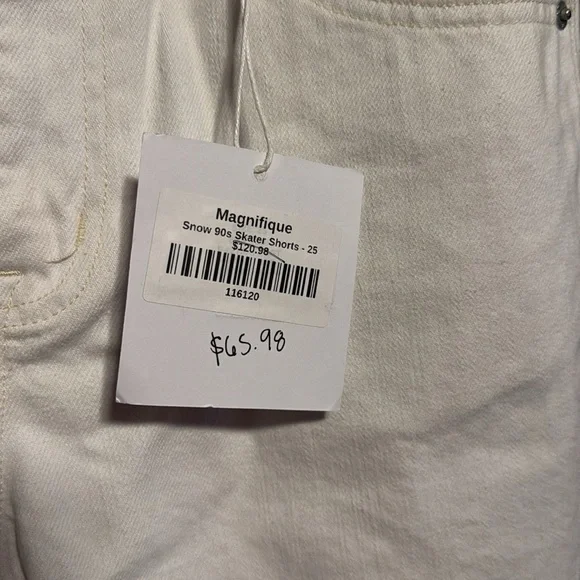 Magnifique
Snow 90s Skater Shorts - 25
$120.98
116120
$65.98